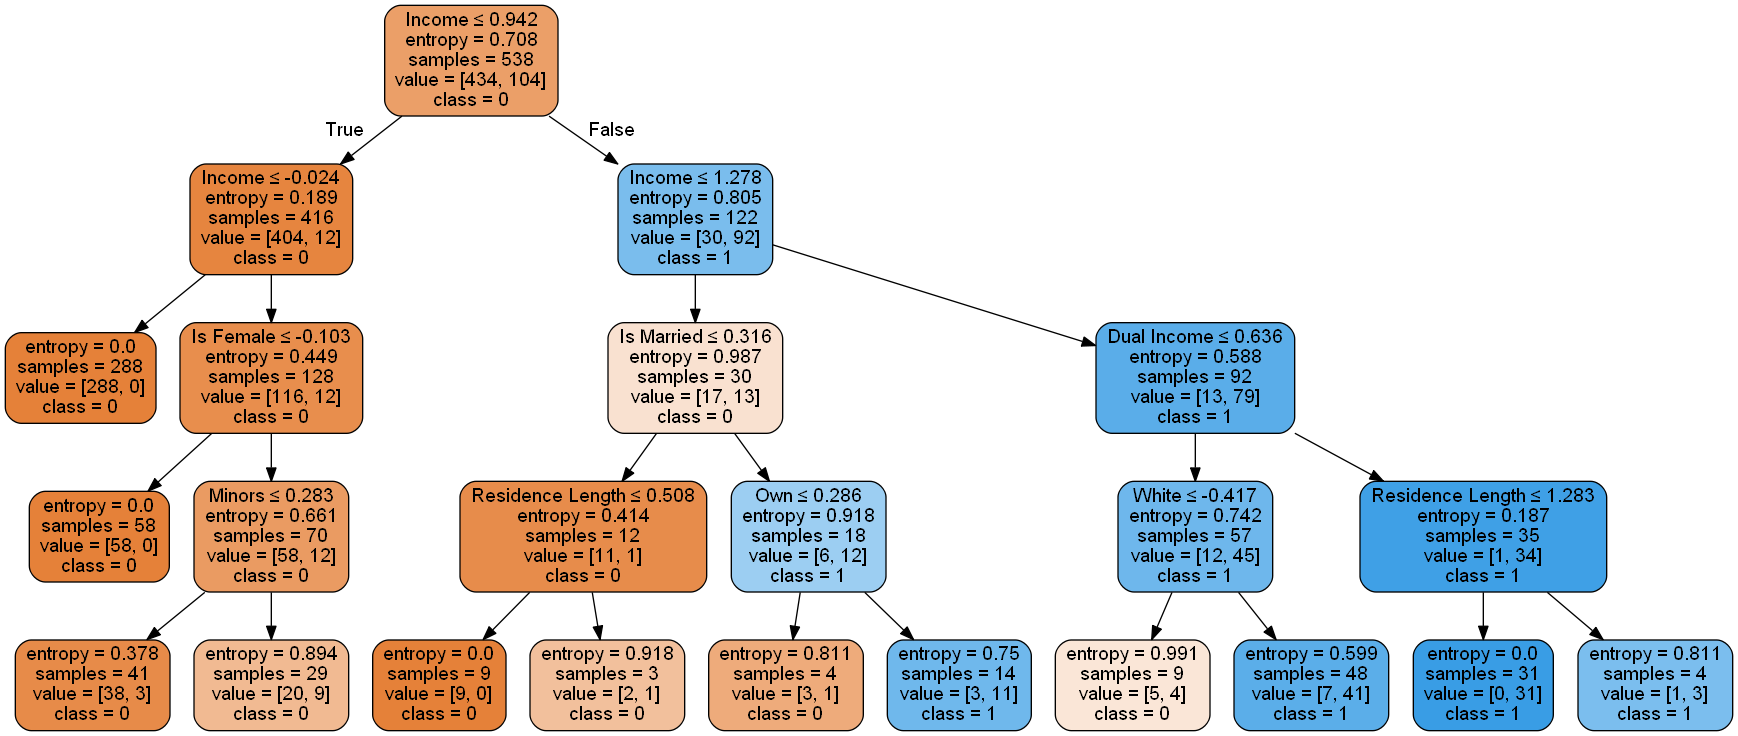 Income ≤ 0.942
entropy = 0.708
samples = 538
value = [434, 104]
class = 0
True
False
Income ≤ -0.024
entropy = 0.189
samples = 416
value = [404, 12]
class = 0
Income ≤ 1.278
entropy = 0.805
samples = 122
value = [30, 92]
class = 1
entropy = 0.0
samples = 288
value = [288, 0]
class = 0
Is Female ≤ -0.103
entropy = 0.449
samples = 128
value = [116, 12]
class = 0
Is Married ≤ 0.316
entropy = 0.987
samples = 30
value = [17, 13]
class = 0
Dual Income ≤ 0.636
entropy = 0.588
samples = 92
value = [13, 79]
class = 1
entropy = 0.0
samples = 58
value = [58, 0]
class = 0
Minors ≤ 0.283
entropy = 0.661
samples = 70
value = [58, 12]
class = 0
Residence Length ≤ 0.508
entropy = 0.414
samples = 12
value = [11, 1]
class = 0
Own ≤ 0.286
entropy = 0.918
samples = 18
value = [6, 12]
class = 1
White ≤ -0.417
entropy = 0.742
samples = 57
value = [12, 45]
class = 1
Residence Length ≤ 1.283
entropy = 0.187
samples = 35
value = [1, 34]
class = 1
entropy = 0.378
samples = 41
value = [38, 3]
class = 0
entropy = 0.894
samples = 29
value = [20, 9]
class = 0
entropy = 0.0
samples = 9
value = [9, 0]
class = 0
entropy = 0.918
samples = 3
value = [2, 1]
class = 0
entropy = 0.811
samples = 4
value = [3, 1]
class = 0
entropy = 0.75
samples = 14
value = [3, 11]
class = 1
entropy = 0.991
samples = 9
value = [5, 4]
class = 0
entropy = 0.599
samples = 48
value = [7, 41]
class = 1
entropy = 0.0
samples = 31
value = [0, 31]
class = 1
entropy = 0.811
samples = 4
value = [1, 3]
class = 1